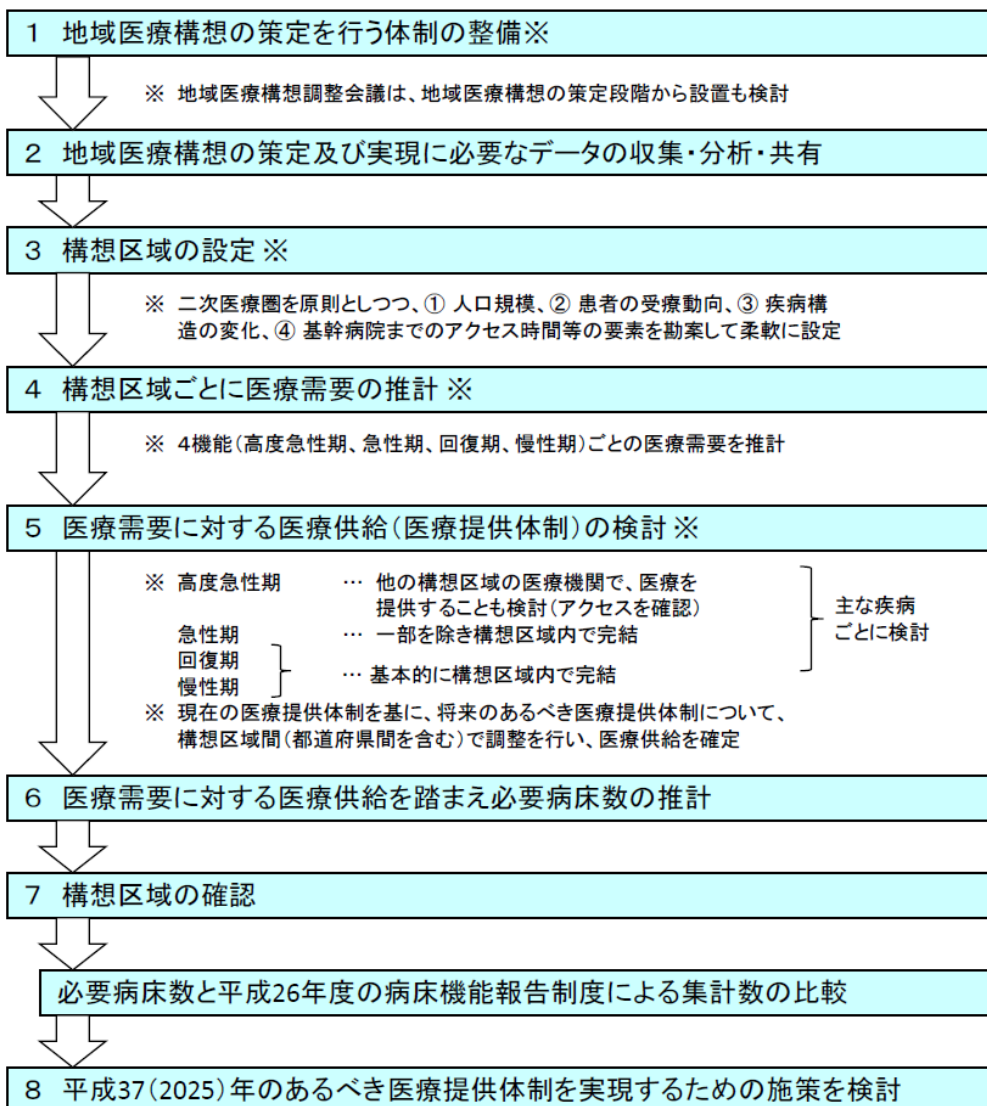 1 地域医療構想の策定を行う体制の整備※
※ 地域医療構想調整会議は、地域医療構想の策定段階から設置も検討
2 地域医療構想の策定及び実現に必要なデータの収集・分析・共有
3 構想区域の設定※
※ 二次医療圏を原則としつつ、① 人口規模、② 患者の受療動向、③ 疾病構
造の変化、④ 基幹病院までのアクセス時間等の要素を勘案して柔軟に設定
4 構想区域ごとに医療需要の推計※
※ 4機能(高度急性期、急性期、回復期、慢性期)ごとの医療需要を推計
5 医療需要に対する医療供給(医療提供体制)の検討※
※ 高度急性期 … 他の構想区域の医療機関で、医療を
提供することも検討(アクセスを確認)
急性期 … 一部を除き構想区域内で完結
回復期
慢性期
… 基本的に構想区域内で完結
主な疾病
ごとに検討
※ 現在の医療提供体制を基に、将来のあるべき医療提供体制について、
構想区域間(都道府県間を含む)で調整を行い、医療供給を確定
6 医療需要に対する医療供給を踏まえ必要病床数の推計
7 構想区域の確認
必要病床数と平成26年度の病床機能報告制度による集計数の比較
8 平成37(2025)年のあるべき医療提供体制を実現するための施策を検討